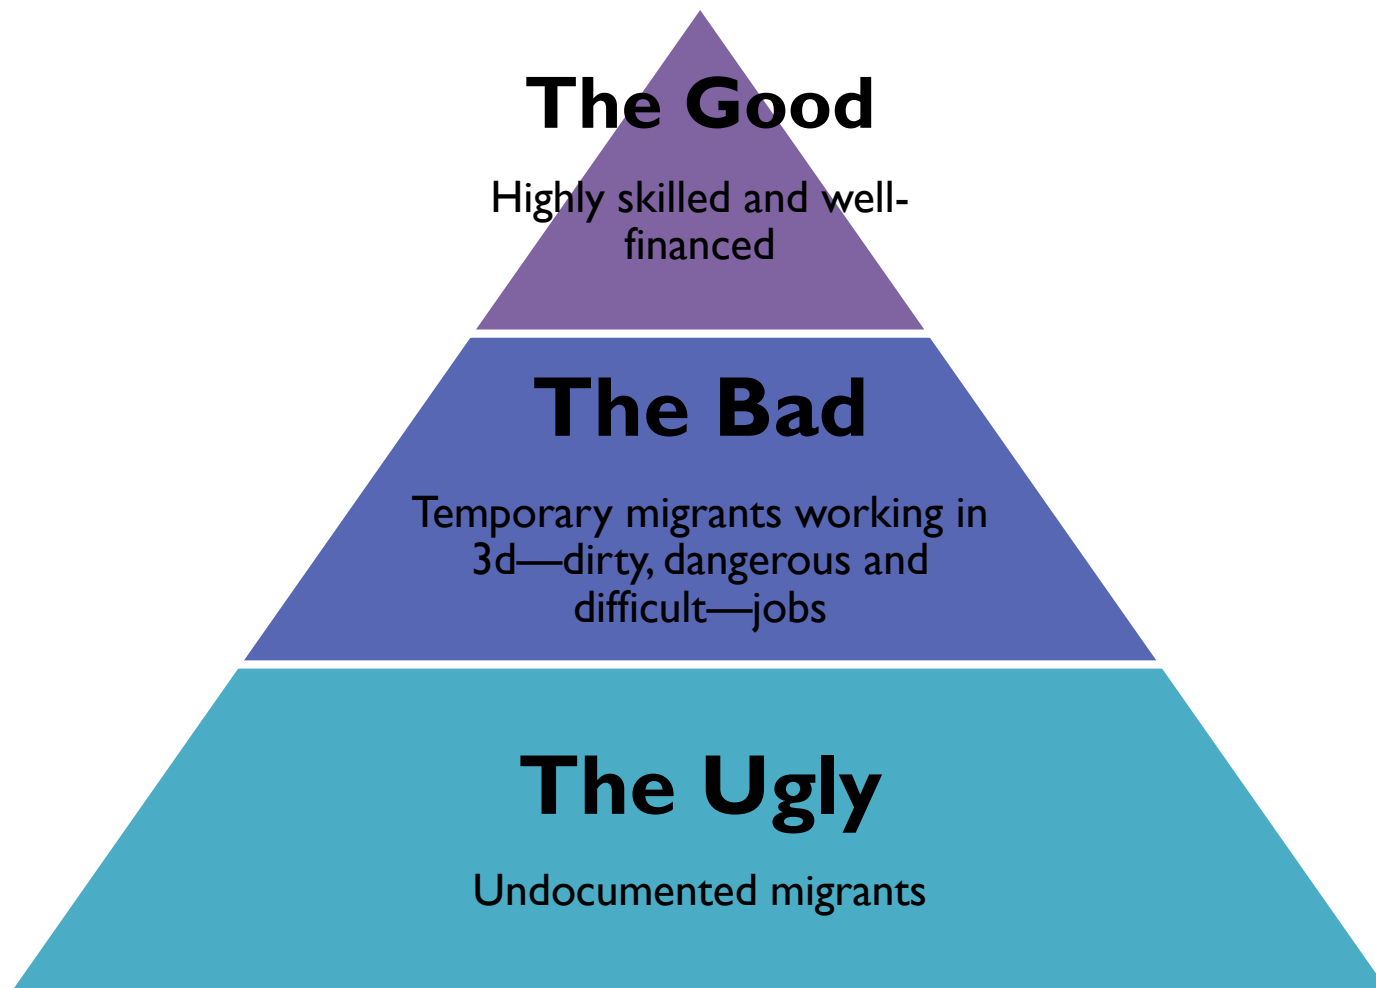 The Good
Highly skilled and well-
financed
The Bad
Temporary migrants working in
3d—dirty, dangerous and
difficult—jobs
The Ugly
Undocumented migrants